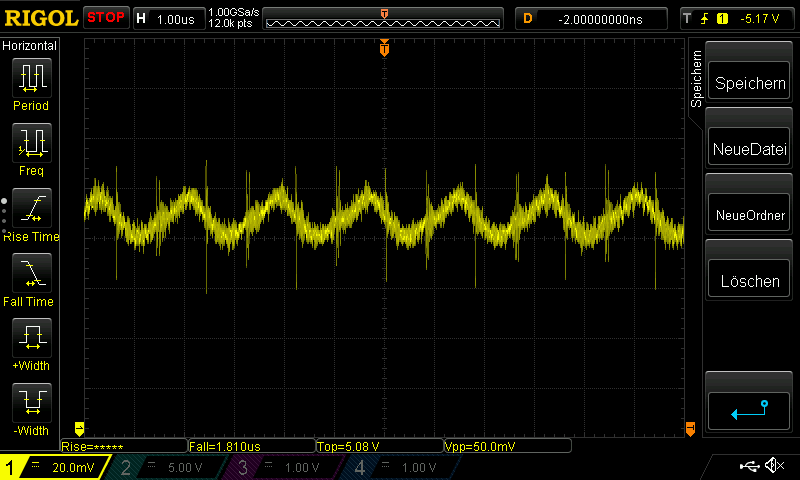 RIGOL STOP H 1.00us 1.00GSa/s D -2.00000000ns T 1 -5.17 V
12.0k pts
T
Horizontal
T
Speichern
Speichern
Period
NeueDatei
Freq
NeueOrdner
Rise Time
Löschen
Fall Time
+Width
-Width
T
Rise=***** Fall=1.810us Top=5.08 V Vpp=50.0mV
1 20.0mV 2 5.00 V 3 1.00 V 4 1.00 V